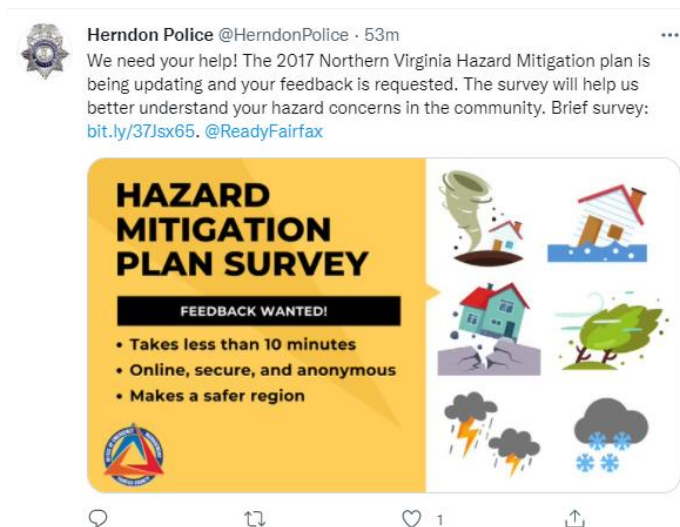 Herndon Police @HerndonPolice · 53m
We need your help! The 2017 Northern Virginia Hazard Mitigation plan is
being updating and your feedback is requested. The survey will help us
better understand your hazard concerns in the community. Brief survey:
bit.ly/37Jsx65. @ReadyFairfax
HAZARD
MITIGATION
PLAN SURVEY
FEEDBACK WANTED!
• Takes less than 10 minutes
• Online, secure, and anonymous
• Makes a safer region
1